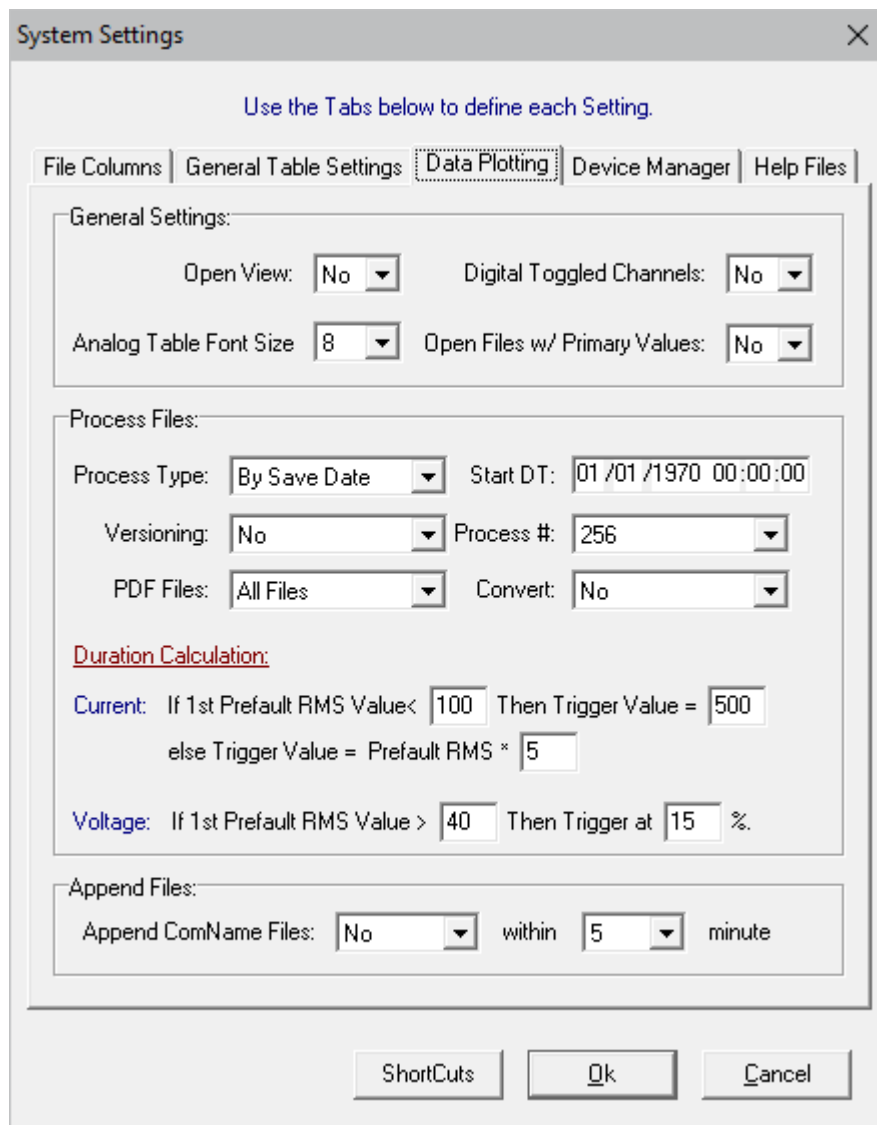 System Settings
Use the Tabs below to define each Setting.
File Columns General Table Settings Data Plotting Device Manager Help Files
General Settings:
Open View: No Digital Toggled Channels: No
Analog Table Font Size 8 Open Files w/ Primary Values: No
Process Files:
Process Type: By Save Date Start DT: 01 /01 /1970 00:00:00
Versioning: No Process #: 256
PDF Files: All Files Convert: No
Duration Calculation:
Current: If 1st Prefault RMS Value< 100 Then Trigger Value = 500
else Trigger Value = Prefault RMS * 5
Voltage: If 1st Prefault RMS Value > 40 Then Trigger at 15 %.
Append Files:
Append ComName Files: No within 5 minute
ShortCuts Ok Cancel